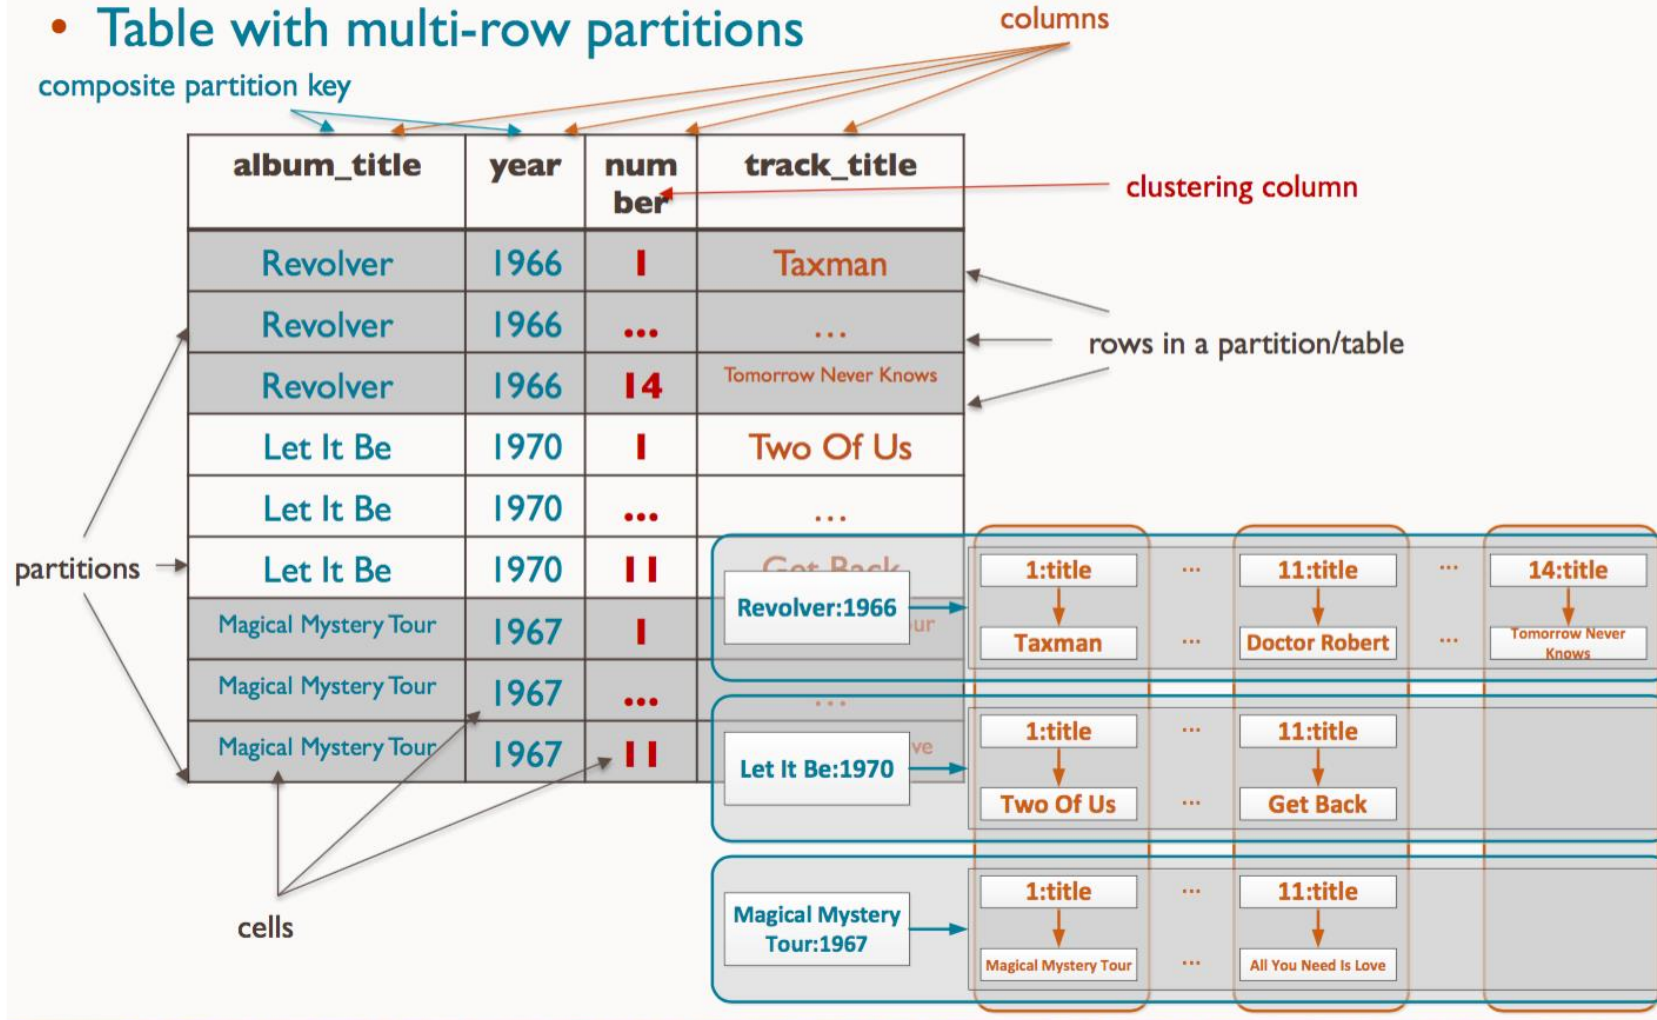 • Table with multi-row partitions
columns
composite partition key
album_title year num track_title
ber
clustering column
Revolver 1966 1 Taxman
Revolver 1966 ... ...
rows in a partition/table
Revolver 1966 14 Tomorrow Never Knows
Let It Be 1970 1 Two Of Us
Let It Be 1970 ... ...
partitions
Let It Be 1970 11 Get Back
Magical Mystery Tour 1967 1 ur
Magical Mystery Tour 1967 ... ...
Magical Mystery Tour 1967 11 ve
cells
Revolver:1966
1:title ... 11:title ... 14:title
Taxman ... Doctor Robert ... Tomorrow Never
Knows
Let It Be:1970
1:title ... 11:title
Two Of Us ... Get Back
Magical Mystery
Tour:1967
1:title ... 11:title
Magical Mystery Tour ... All You Need Is Love